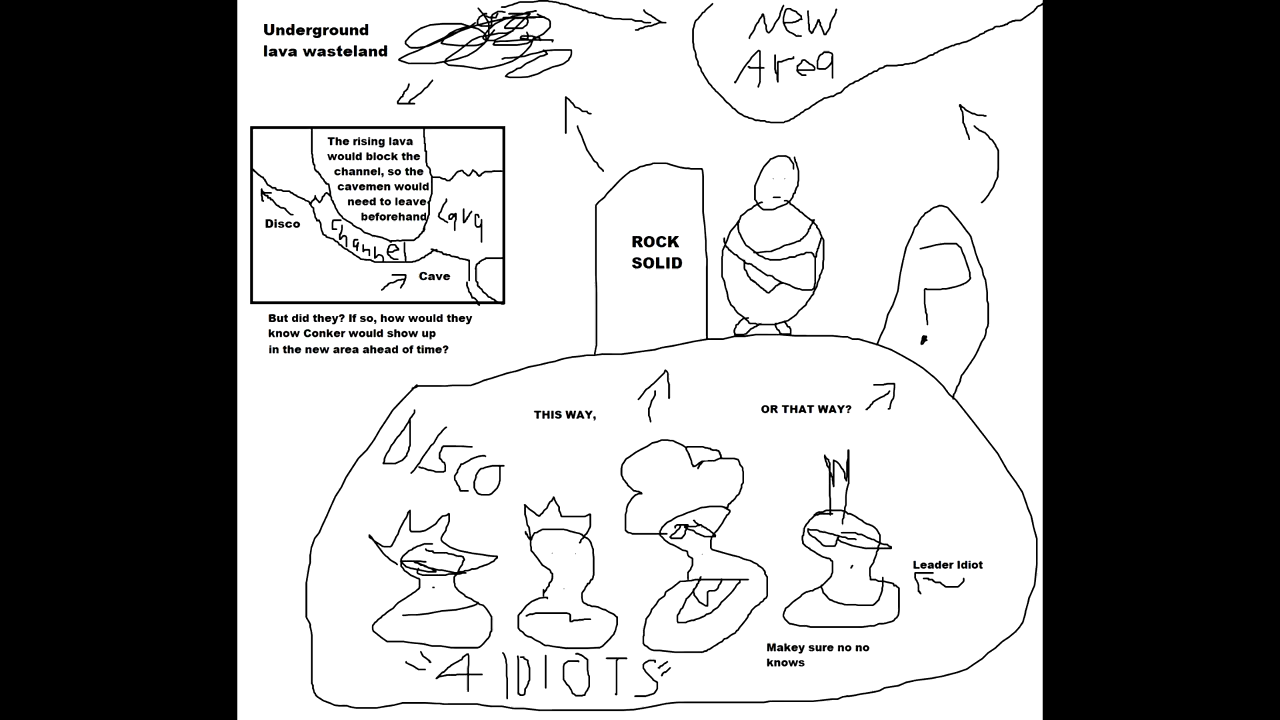 Underground
lava wasteland
New
Area
The rising lava
would block the
channel, so the
cavemen would
need to leave
beforehand
Lava
Disco
Channel
Cave
But did they? If so, how would they
know Conker would show up
in the new area ahead of time?
ROCK
SOLID
THIS WAY,
OR THAT WAY?
DISCO
Leader Idiot
Makey sure no no
knows
"4 IDIOTS"